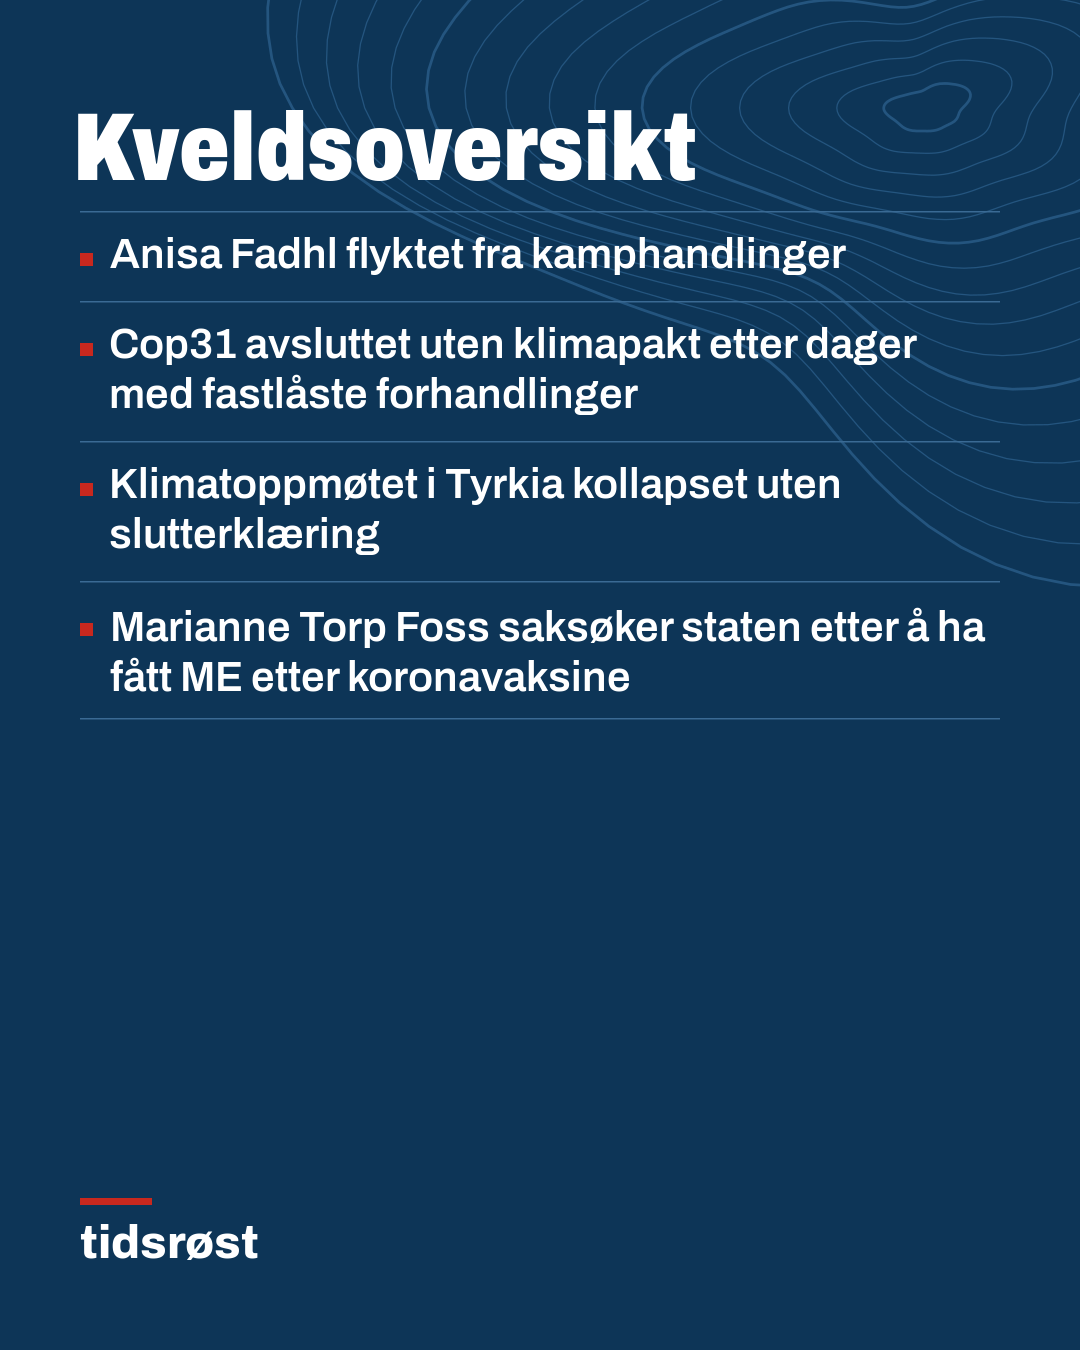 Kveldsoversikt
Anisa Fadhl flyktet fra kamphandlinger
Cop31 avsluttet uten klimapakt etter dager
med fastlåste forhandlinger
Klimatoppmøtet i Tyrkia kollapset uten
slutterklæring
Marianne Torp Foss saksøker staten etter å ha
fått ME etter koronavaksine
tidsrøst